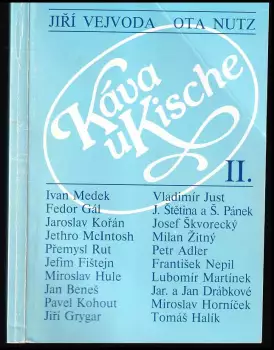 JIŘÍ VEJVODA OTA NUTZ
Káva
u Kische
II.
Ivan Medek
Fedor Gál
Jaroslav Kořán
Jethro McIntosh
Přemysl Rut
Jefim Fištejn
Miroslav Hule
Jan Beneš
Pavel Kohout
Jiří Grygar
Vladimír Just
J. Štětina a Š. Pánek
Josef Škvorecký
Milan Žitný
Petr Adler
František Nepil
Lubomír Martínek
Jar. a Jan Drábkové
Miroslav Horníček
Tomáš Halík